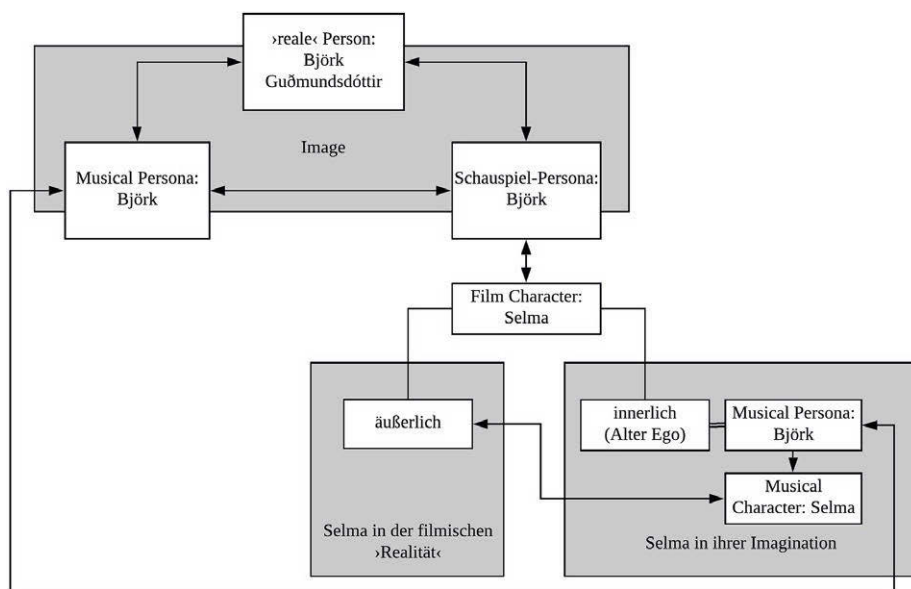 ›reale‹ Person:
Björk
Guðmundsdóttir
Image
Musical Persona:
Björk
Schauspiel-Persona:
Björk
Film Character:
Selma
äußerlich
innerlich
(Alter Ego)
Musical Persona:
Björk
Musical
Character: Selma
Selma in der filmischen
›Realität‹
Selma in ihrer Imagination